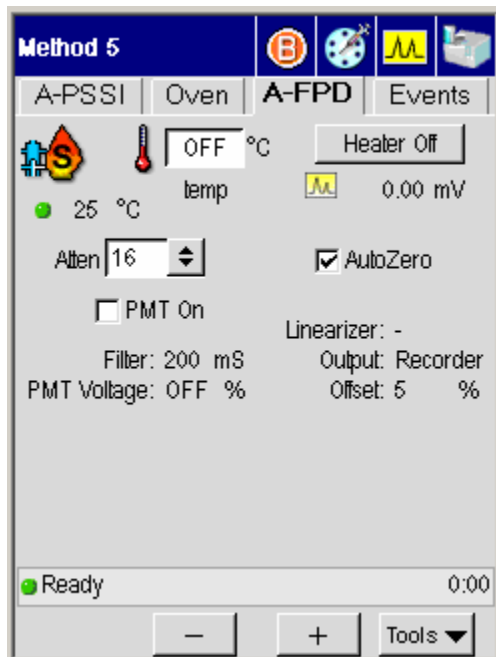 Method 5
B
A-PSSI Oven A-FPD Events
S OFF °C Heater Off
temp 0.00 mV
25 °C
Atten 16 AutoZero
PMT On
Linearizer: -
Filter: 200 mS Output: Recorder
PMT Voltage: OFF % Offset: 5 %
Ready 0:00
− + Tools